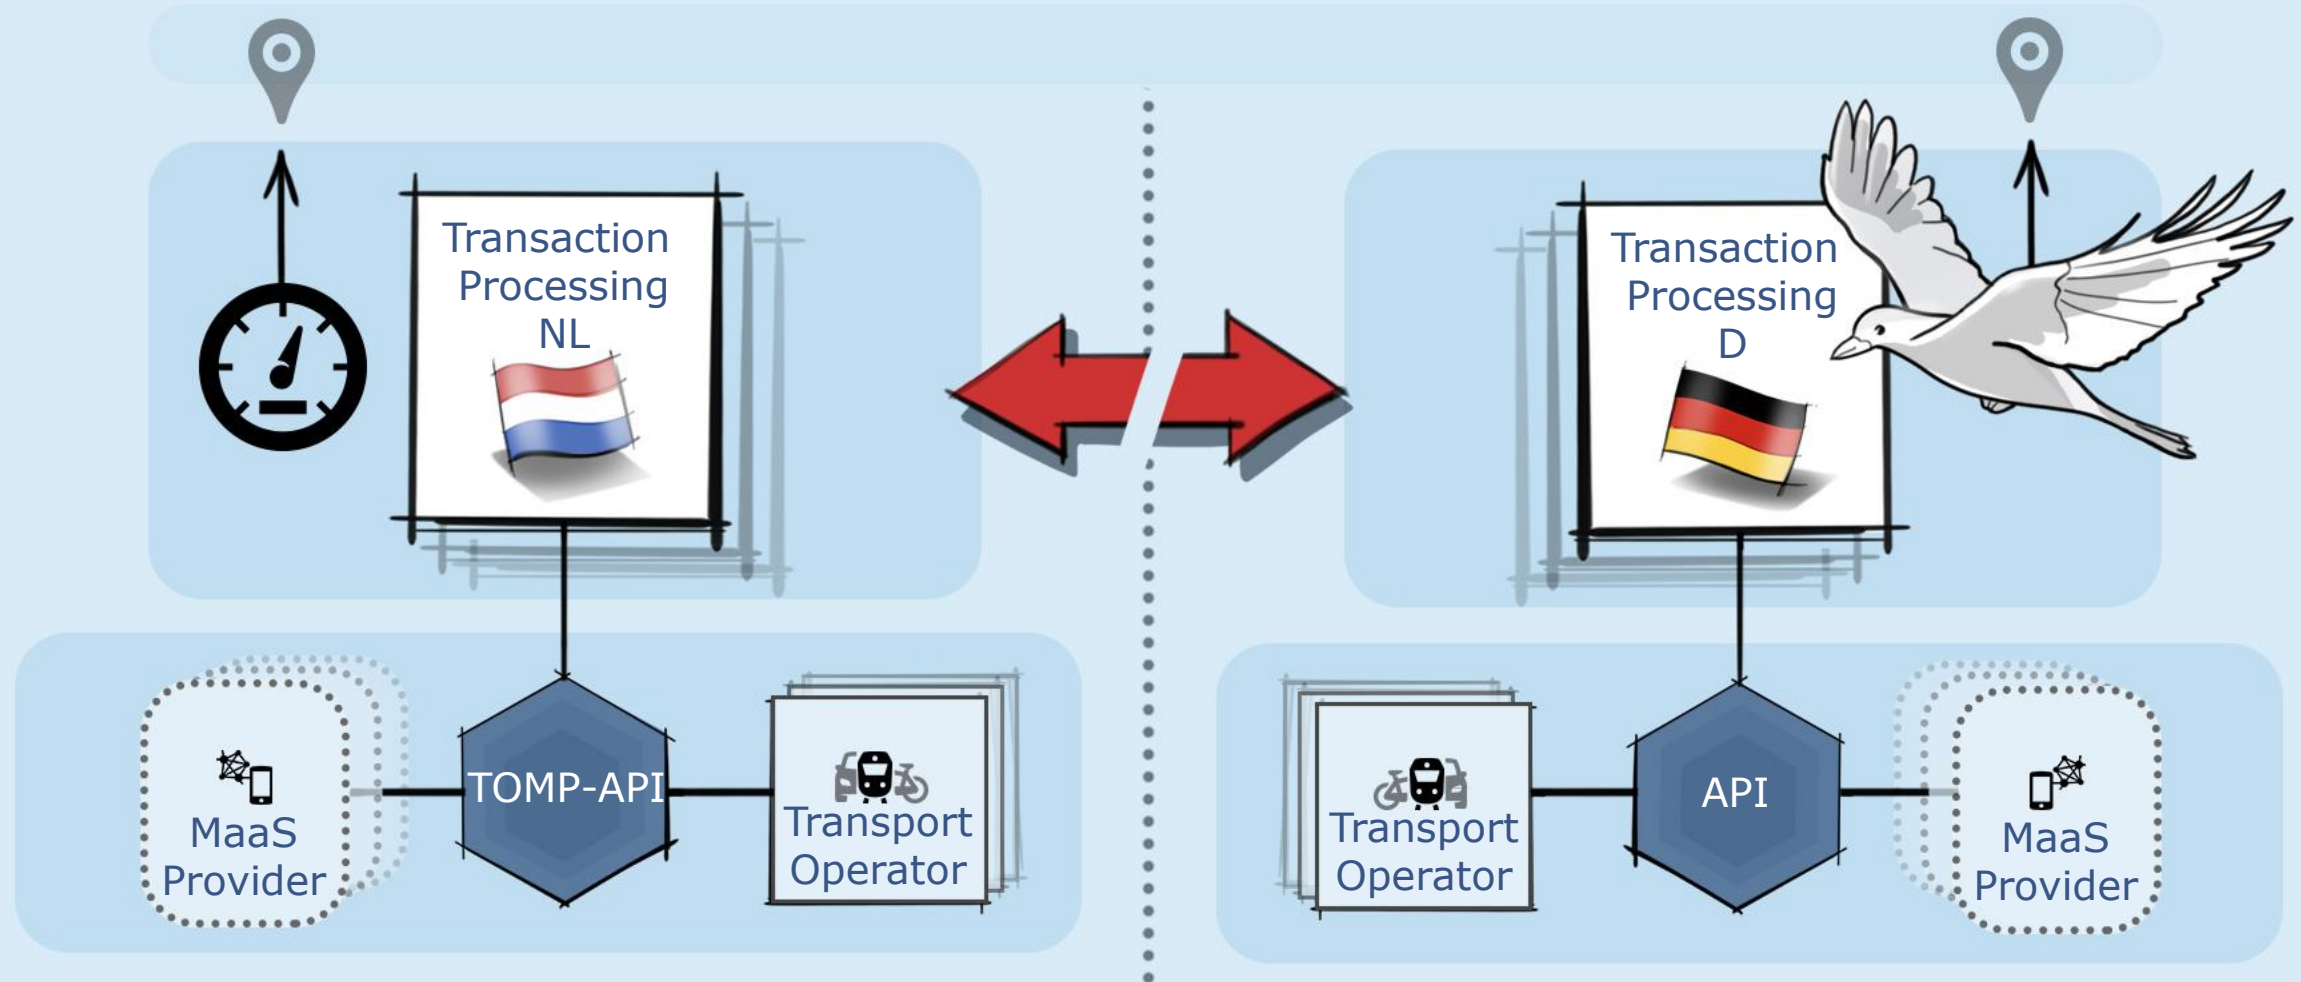 Transaction
Processing
NL
Transaction
Processing
D
TOMP-API
MaaS
Provider
Transport
Operator
Transport
Operator
API
MaaS
Provider